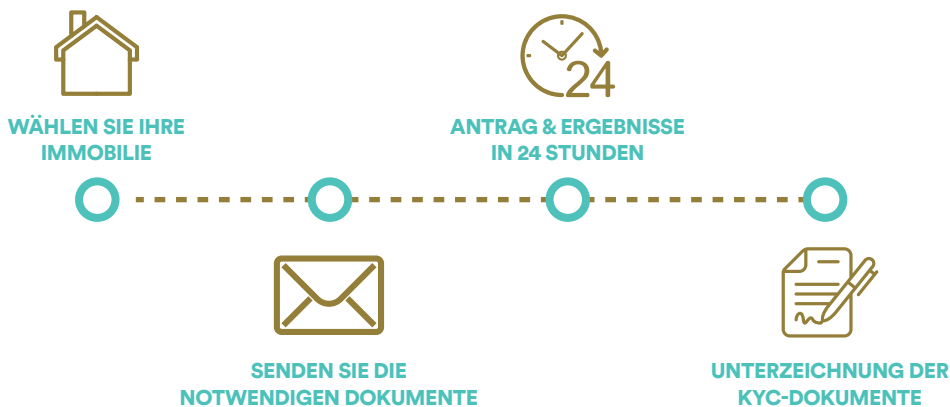 24
WÄHLEN SIE IHRE
IMMOBILIE
ANTRAG & ERGEBNISSE
IN 24 STUNDEN
SENDEN SIE DIE
NOTWENDIGEN DOKUMENTE
UNTERZEICHNUNG DER
KYC-DOKUMENTE